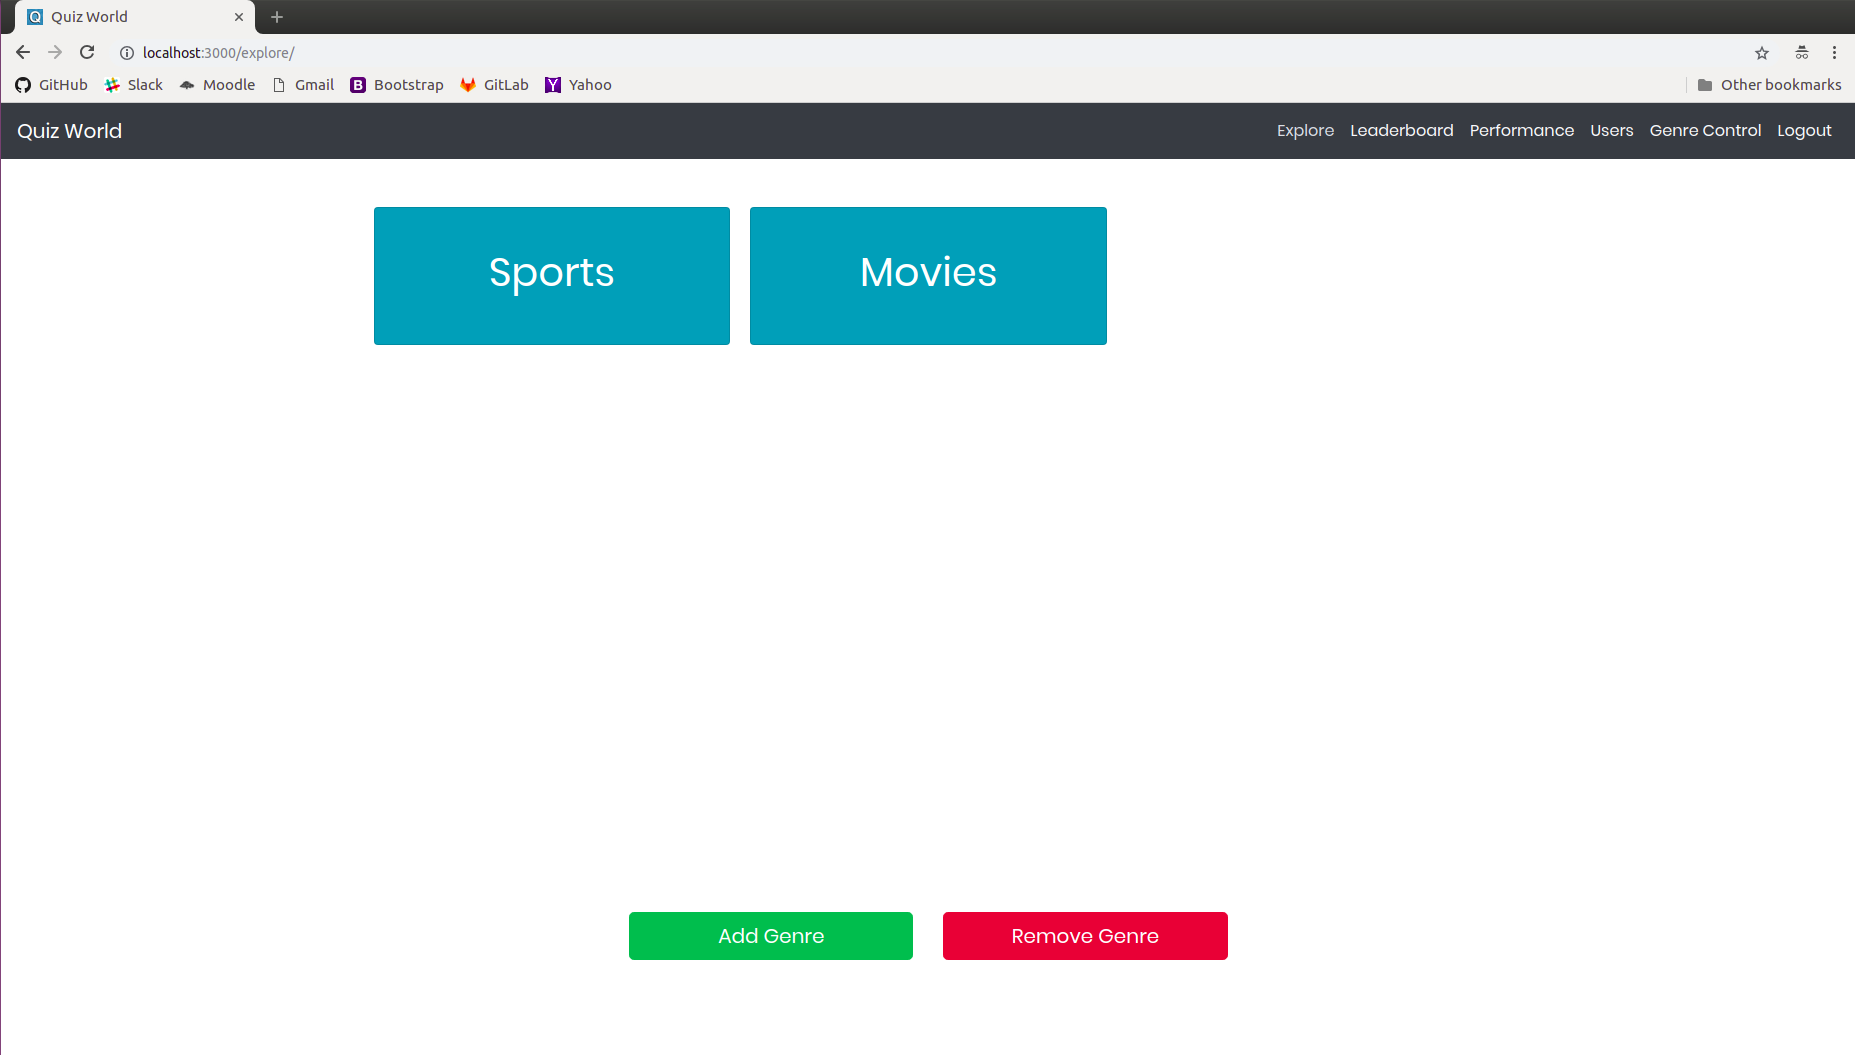 Quiz World
localhost:3000/explore/
GitHub Slack Moodle Gmail Bootstrap GitLab Yahoo Other bookmarks
Quiz World Explore Leaderboard Performance Users Genre Control Logout
Sports Movies
Add Genre Remove Genre